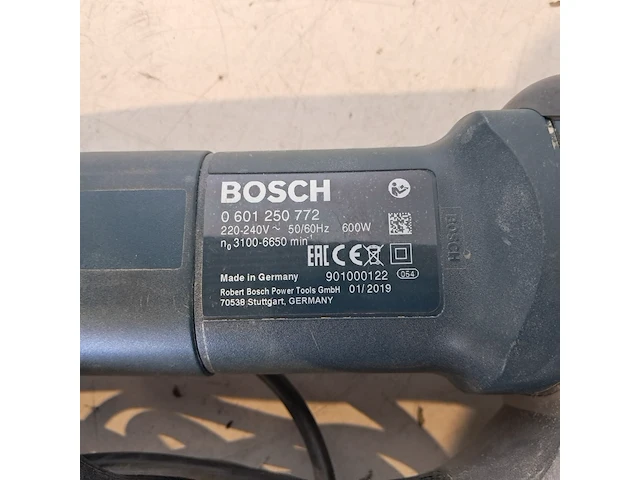 BOSCH
0 601 250 772
220-240V ~ 50/60Hz 600W
n₀ 3100-6650 min⁻¹
EAC CE
Made in Germany 901000122 054
Robert Bosch Power Tools GmbH 01/2019
70538 Stuttgart, GERMANY
BOSCH